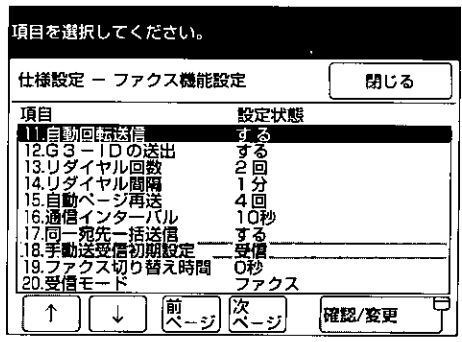 項目を選択してください。
仕様設定 － ファクス機能設定 閉じる
項目 設定状態
11.自動回転送信 する
12.G3－IDの送出 する
13.リダイヤル回数 2回
14.リダイヤル間隔 1分
15.自動ページ再送 4回
16.通信インターバル 10秒
17.同一宛先一括送信 する
18.手動送受信初期設定 受信
19.ファクス切り替え時間 0秒
20.受信モード ファクス
↑ ↓ 前ページ 次ページ 確認/変更